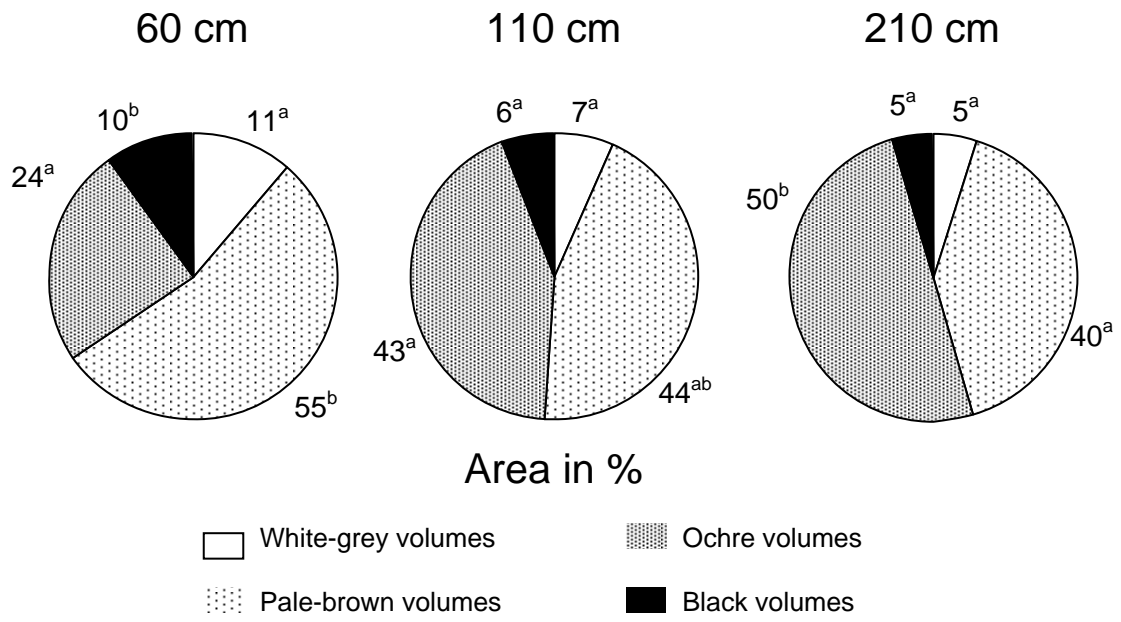 60 cm
110 cm
210 cm
10ᵇ
11ᵃ
24ᵃ
55ᵇ
6ᵃ
7ᵃ
43ᵃ
44ᵃᵇ
5ᵃ
5ᵃ
50ᵇ
40ᵃ
Area in %
White-grey volumes
Ochre volumes
Pale-brown volumes
Black volumes